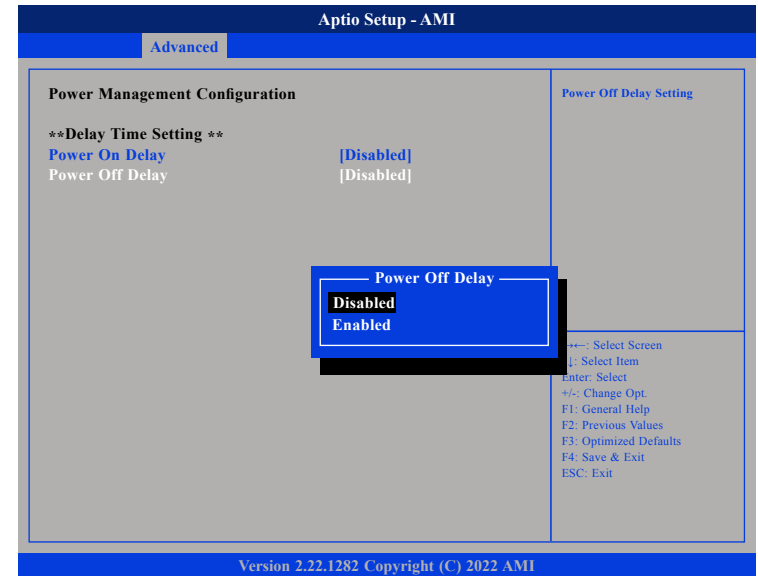 Aptio Setup - AMI
Advanced
Power Management Configuration
**Delay Time Setting **
Power On Delay [Disabled]
Power Off Delay [Disabled]
Power Off Delay Setting
Power Off Delay
Disabled
Enabled
→←: Select Screen
↓: Select Item
Enter: Select
+/-: Change Opt.
F1: General Help
F2: Previous Values
F3: Optimized Defaults
F4: Save & Exit
ESC: Exit
Version 2.22.1282 Copyright (C) 2022 AMI